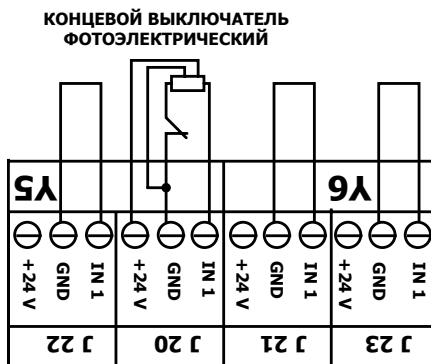 КОНЦЕВОЙ ВЫКЛЮЧАТЕЛЬ
ФОТОЭЛЕКТРИЧЕСКИЙ
Y5 Y6
+24 V GND IN 1 +24 V GND IN 1 +24 V GND IN 1 +24 V GND IN 1
J 22 J 20 J 21 J 23